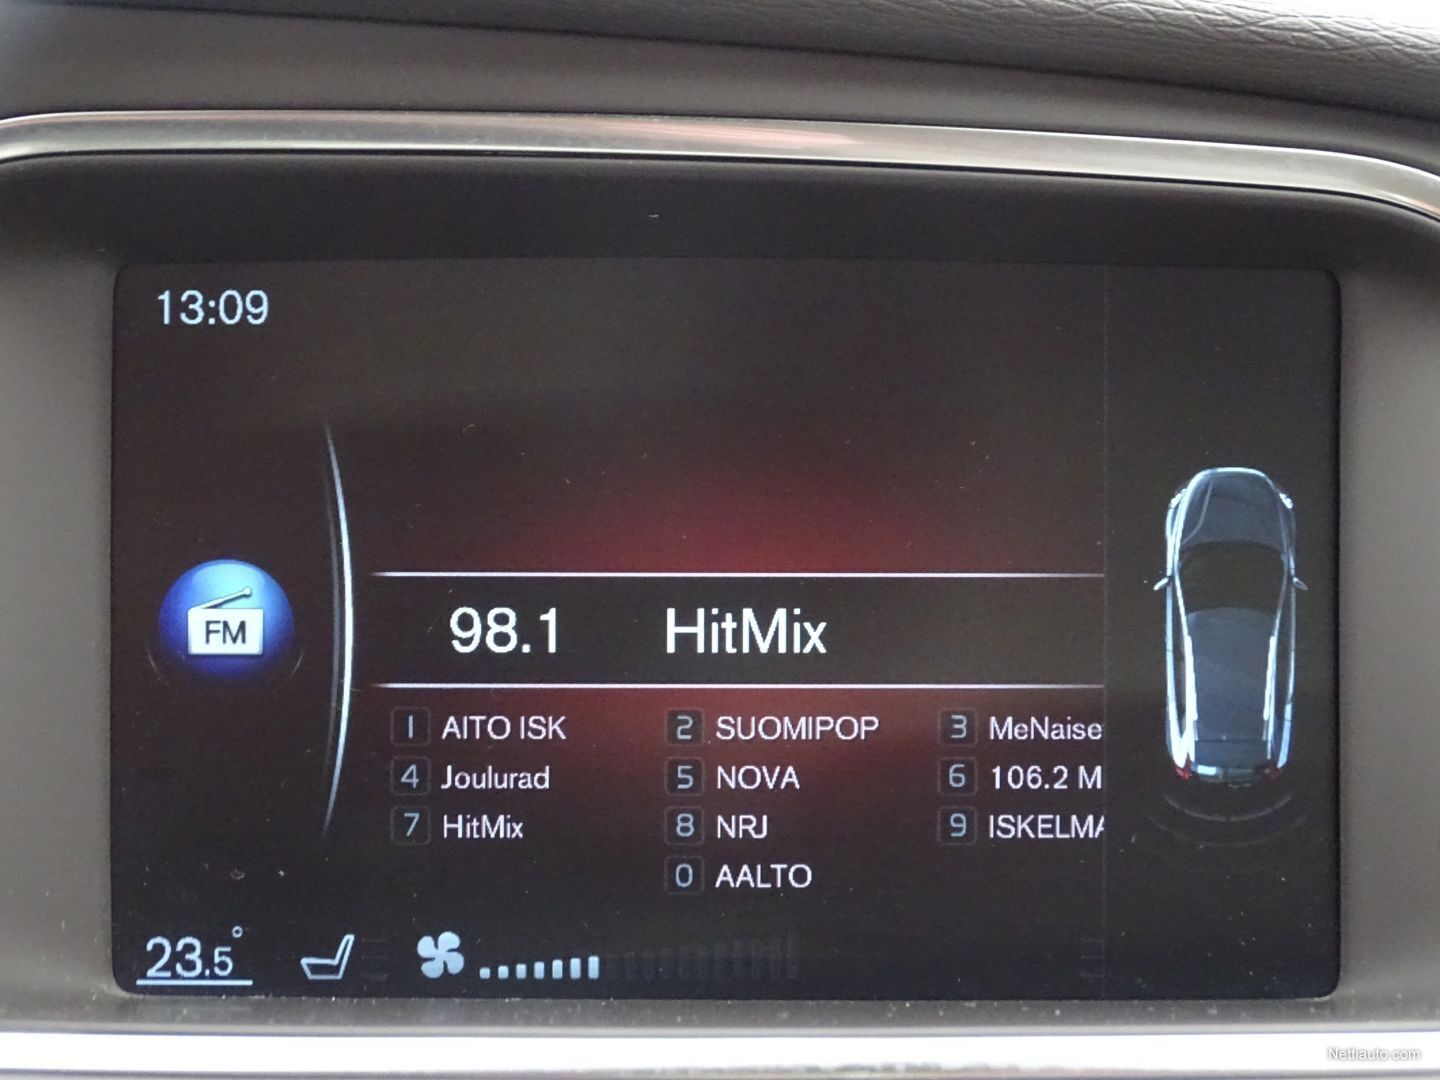 13:09
FM
98.1 HitMix
1 AITO ISK 2 SUOMIPOP 3 MeNaise
4 Joulurad 5 NOVA 6 106.2 M
7 HitMix 8 NRJ 9 ISKELMA
0 AALTO
23.5°
Nettiauto.com